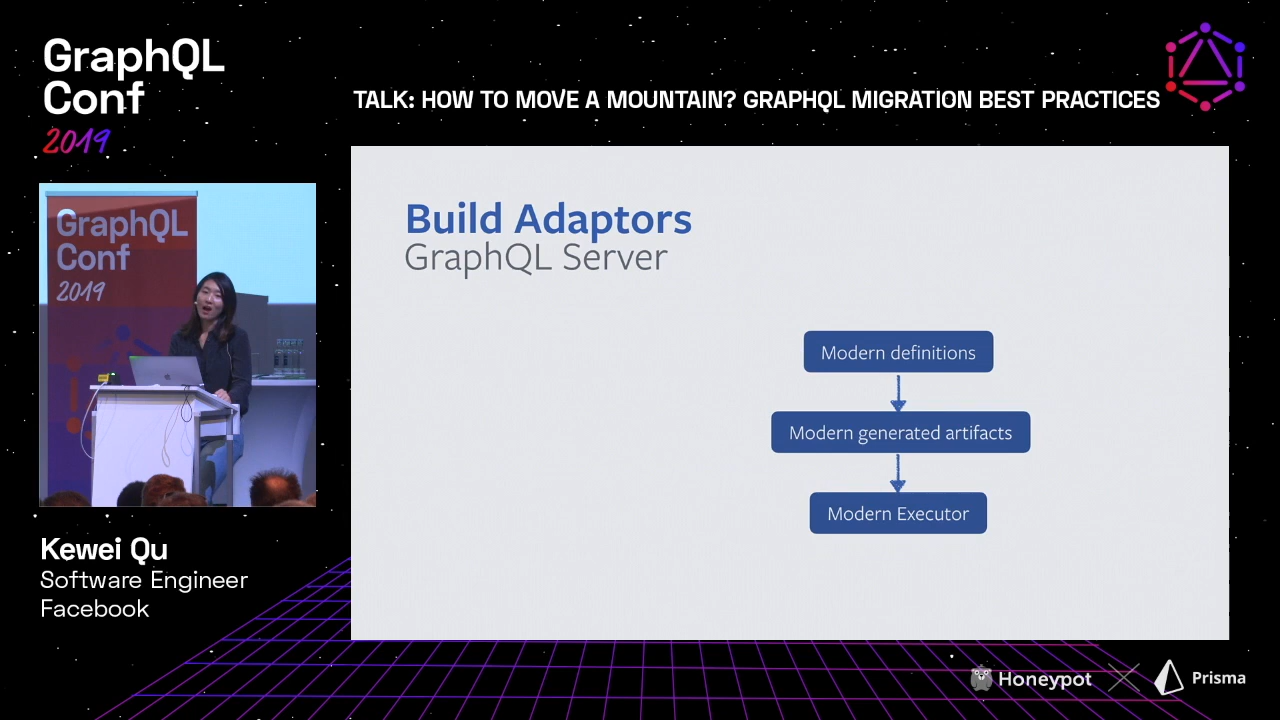 GraphQL
Conf
2019
TALK: HOW TO MOVE A MOUNTAIN? GRAPHQL MIGRATION BEST PRACTICES
GraphQL
Conf
2019
Kewei Qu
Software Engineer
Facebook
Build Adaptors
GraphQL Server
Modern definitions
Modern generated artifacts
Modern Executor
Honeypot
Prisma